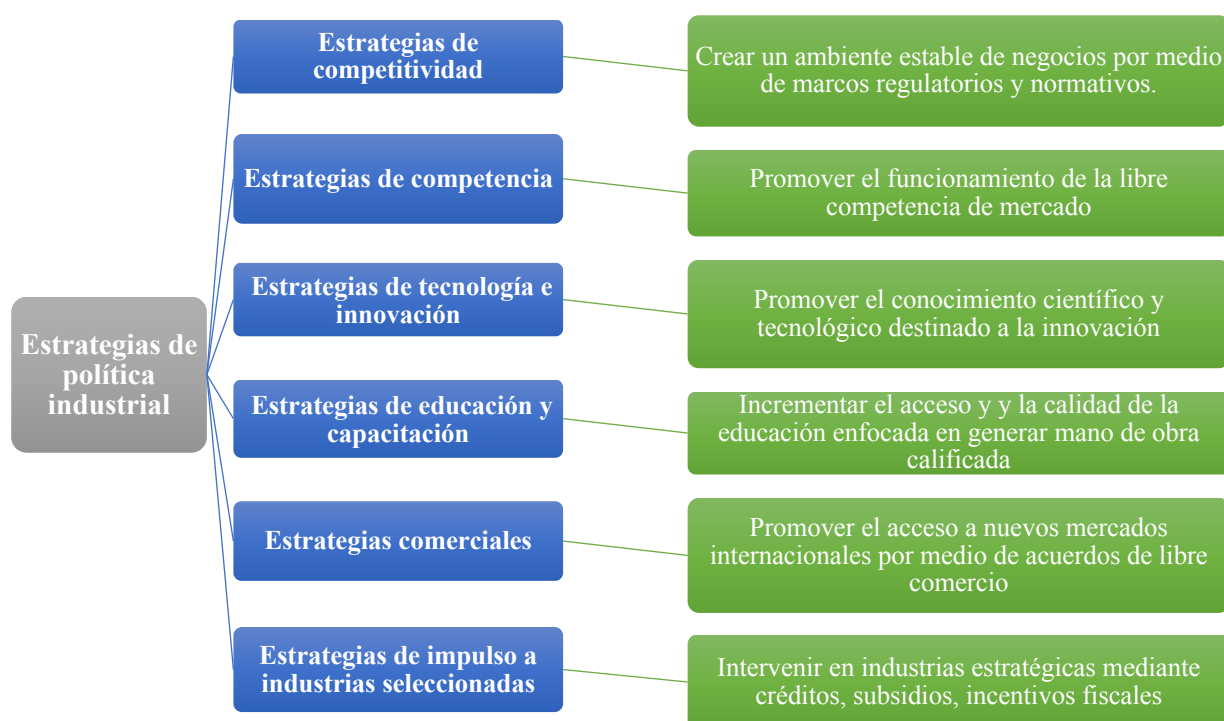 Estrategias de
política
industrial
Estrategias de
competitividad
Crear un ambiente estable de negocios por medio
de marcos regulatorios y normativos.
Estrategias de competencia
Promover el funcionamiento de la libre
competencia de mercado
Estrategias de tecnología e
innovación
Promover el conocimiento científico y
tecnológico destinado a la innovación
Estrategias de educación y
capacitación
Incrementar el acceso y y la calidad de la
educación enfocada en generar mano de obra
calificada
Estrategias comerciales
Promover el acceso a nuevos mercados
internacionales por medio de acuerdos de libre
comercio
Estrategias de impulso a
industrias seleccionadas
Intervenir en industrias estratégicas mediante
créditos, subsidios, incentivos fiscales